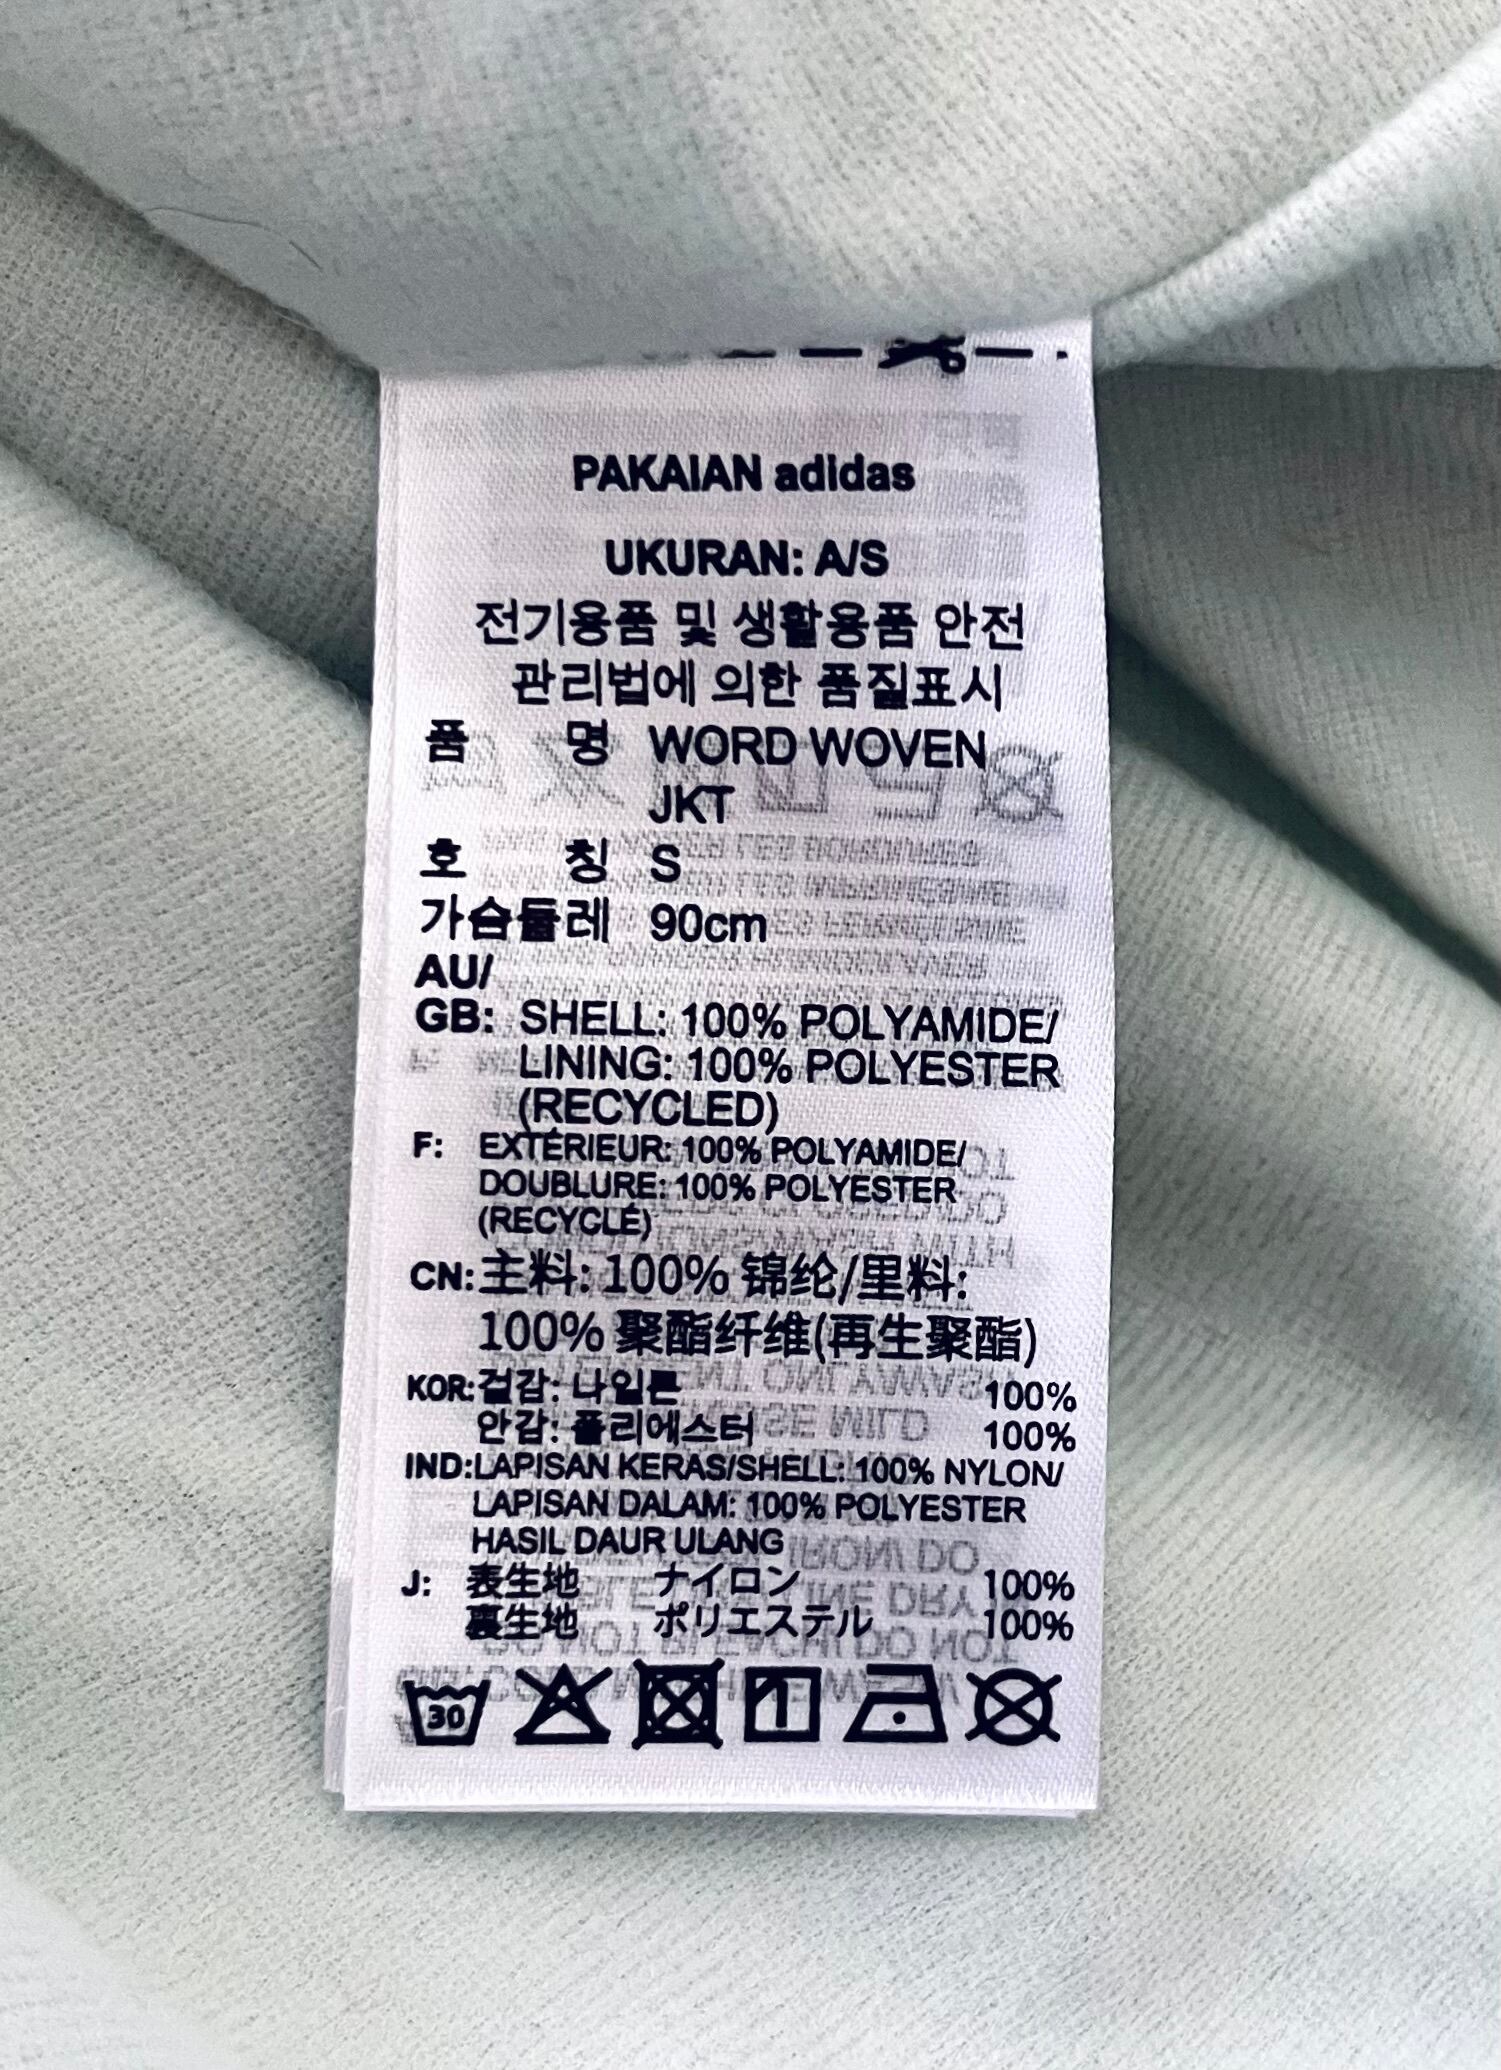 PAKAIAN adidas
UKURAN: A/S
전기용품 및 생활용품 안전
관리법에 의한 품질표시
품 명 WORD WOVEN
JKT
호 칭 S
가슴둘레 90cm
AU/
GB: SHELL: 100% POLYAMIDE/
LINING: 100% POLYESTER
(RECYCLED)
F: EXTÉRIEUR: 100% POLYAMIDE/
DOUBLURE: 100% POLYESTER
(RECYCLÉ)
CN: 主料: 100% 锦纶/里料:
100% 聚酯纤维(再生聚酯)
KOR: 겉감: 나일론 100%
안감: 폴리에스터 100%
IND: LAPISAN KERAS/SHELL: 100% NYLON/
LAPISAN DALAM: 100% POLYESTER
HASIL DAUR ULANG
J: 表生地 ナイロン 100%
裏生地 ポリエステル 100%
30